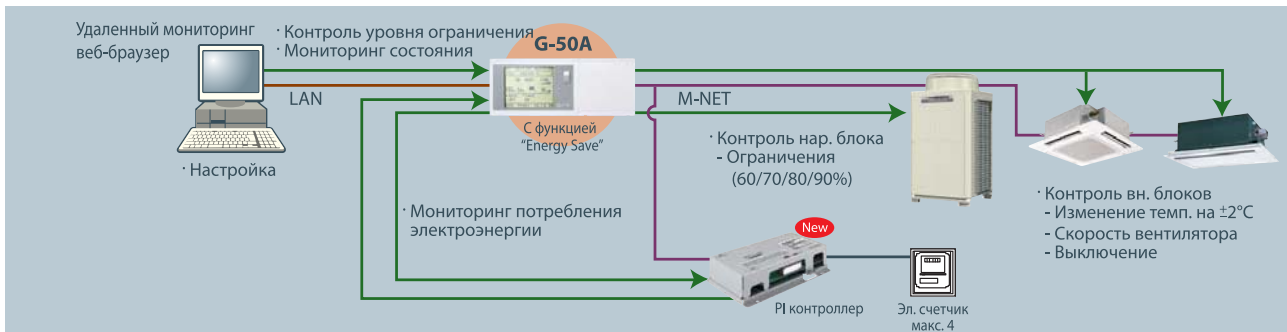 Удаленный мониторинг
веб-браузер
· Контроль уровня ограничения
· Мониторинг состояния
G-50A
LAN
M-NET
С функцией
"Energy Save"
· Настройка
· Контроль нар. блока
- Ограничения
(60/70/80/90%)
· Контроль вн. блоков
- Изменение темп. на ±2°C
- Скорость вентилятора
- Выключение
· Мониторинг потребления
электроэнергии
New
PI контроллер
Эл. счетчик
макс. 4